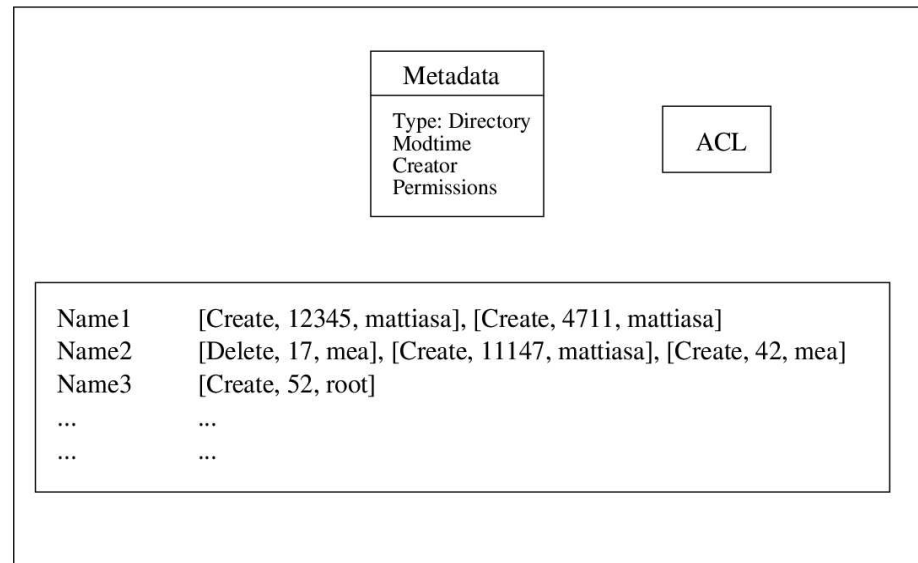 Metadata
Type: Directory
Modtime
Creator
Permissions
ACL
Name1 [Create, 12345, mattiasa], [Create, 4711, mattiasa]
Name2 [Delete, 17, mea], [Create, 11147, mattiasa], [Create, 42, mea]
Name3 [Create, 52, root]
... ...
... ...